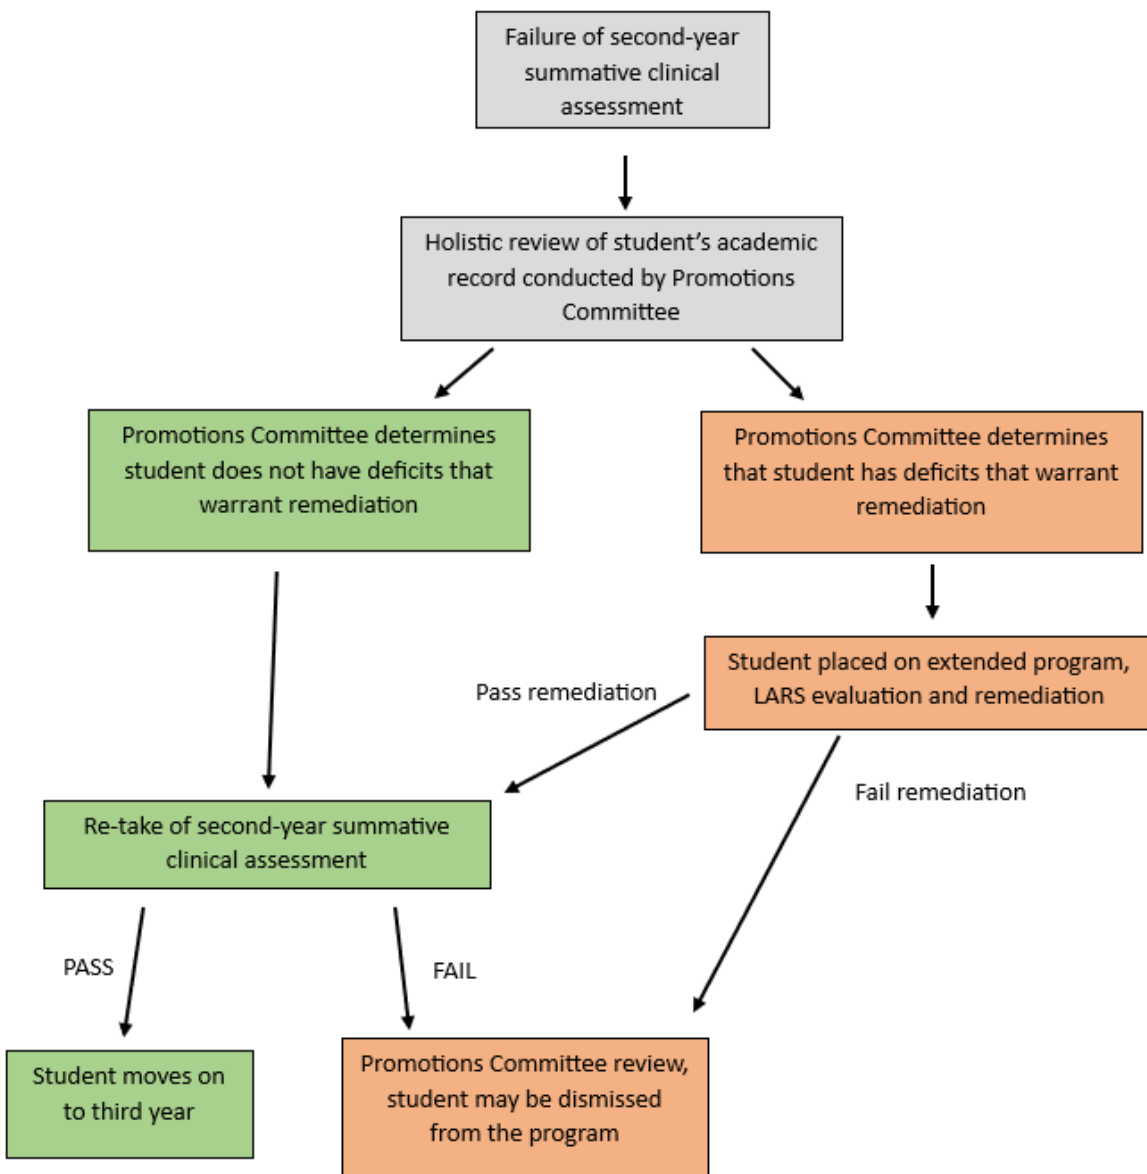 Failure of second-year
summative clinical
assessment
Holistic review of student’s academic
record conducted by Promotions
Committee
Promotions Committee determines
student does not have deficits that
warrant remediation
Promotions Committee determines
that student has deficits that warrant
remediation
Student placed on extended program,
LARS evaluation and remediation
Pass remediation
Fail remediation
Re-take of second-year summative
clinical assessment
PASS
FAIL
Student moves on
to third year
Promotions Committee review,
student may be dismissed
from the program